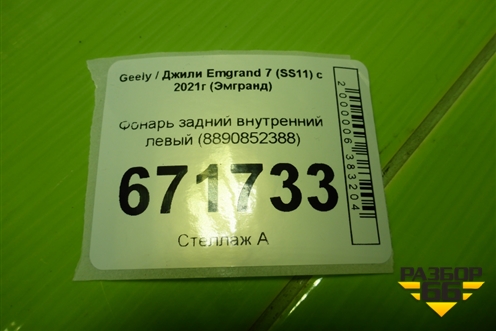 Geely / Джили Emgrand 7 (SS11) с
2021г (Эмгранд)
Фонарь задний внутренний
левый (8890852388)
671733
Стеллаж А
2000006383204
РАЗБОР
66